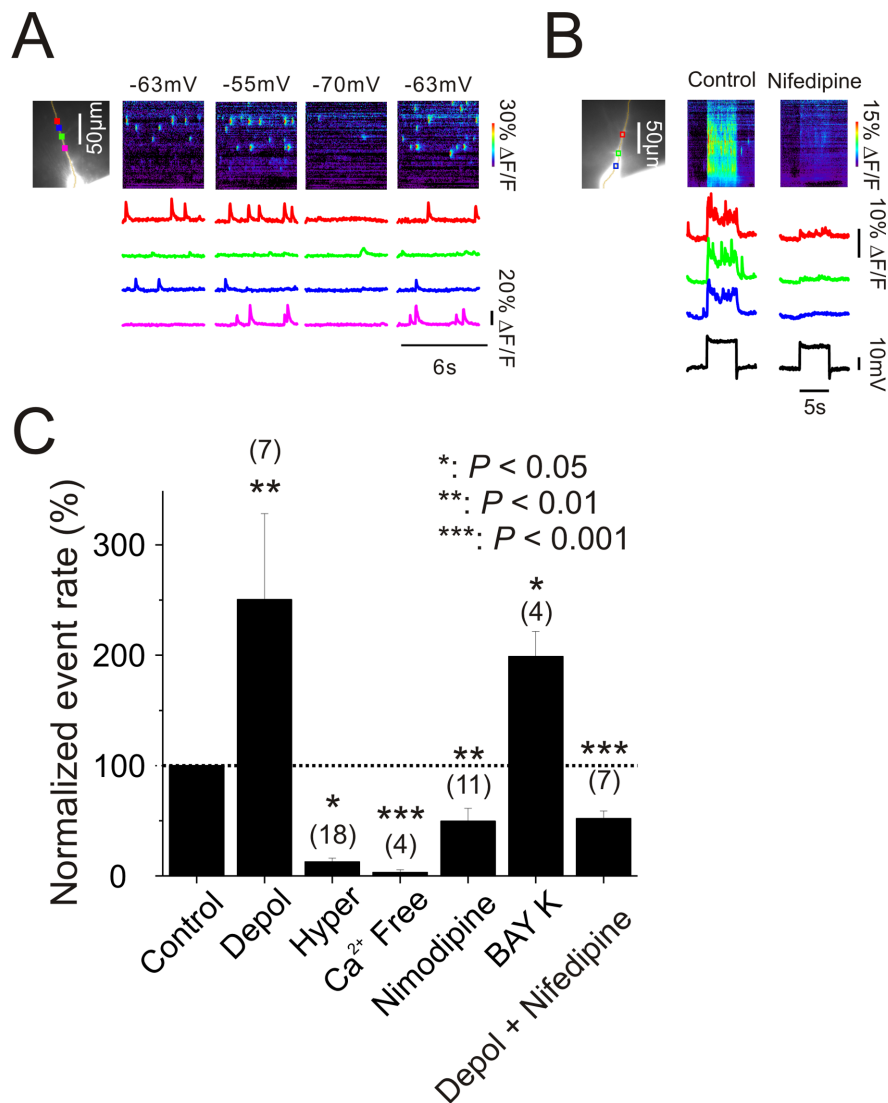 A
-63mV -55mV -70mV -63mV
50µm
30% ΔF/F
20% ΔF/F
6s
B
Control Nifedipine
50µm
15% ΔF/F
10% ΔF/F
10mV
5s
C
Normalized event rate (%)
300
200
100
0
(7)
**
*: P < 0.05
**: P < 0.01
***: P < 0.001
*
(18)
***
(4)
**
(11)
*
(4)
***
(7)
Control
Depol
Hyper
Ca²⁺ Free
Nimodipine
BAY K
Depol + Nifedipine